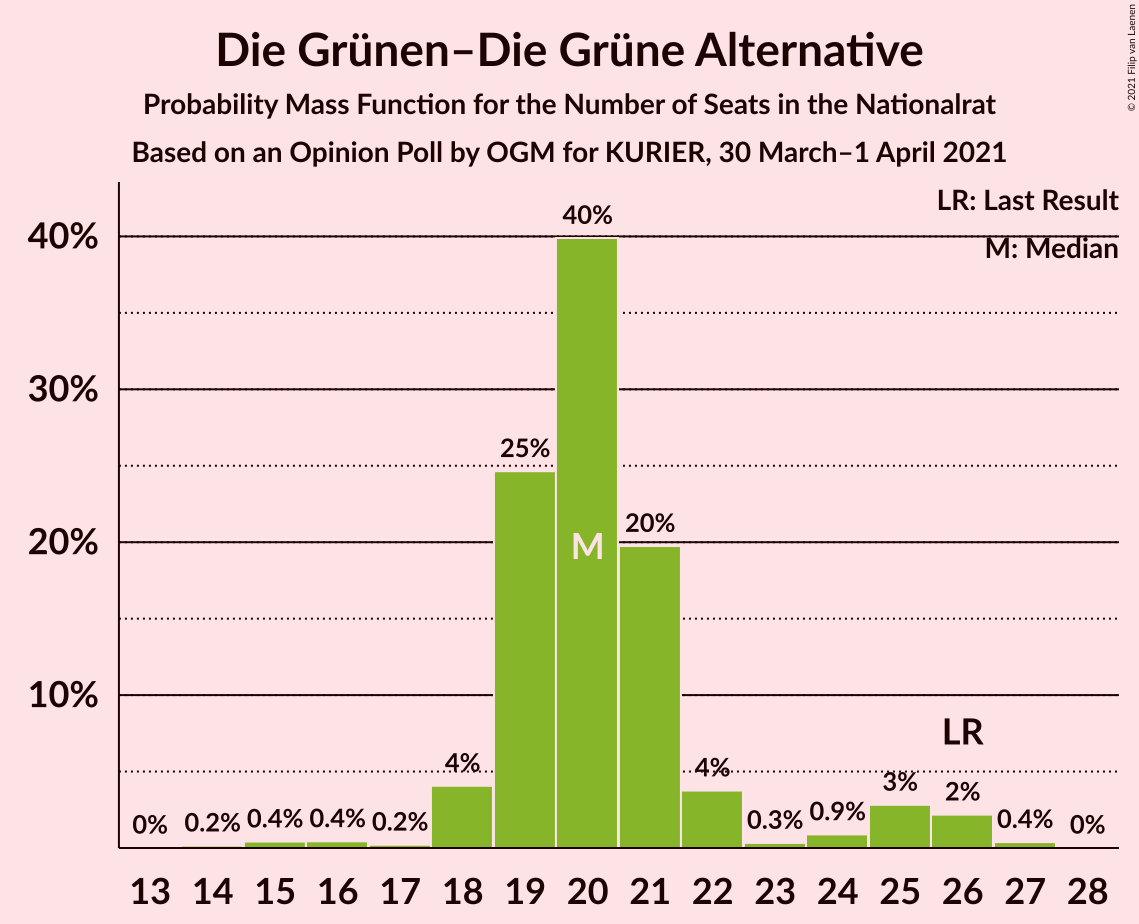 Die Grünen–Die Grüne Alternative
Probability Mass Function for the Number of Seats in the Nationalrat
Based on an Opinion Poll by OGM for KURIER, 30 March–1 April 2021
© 2021 Filip van Laenen
LR: Last Result
M: Median
40%
30%
20%
10%
0%
0.2%
0.4%
0.4%
0.2%
4%
25%
40%
20%
4%
0.3%
0.9%
3%
2%
0.4%
0%
M
LR
13 14 15 16 17 18 19 20 21 22 23 24 25 26 27 28